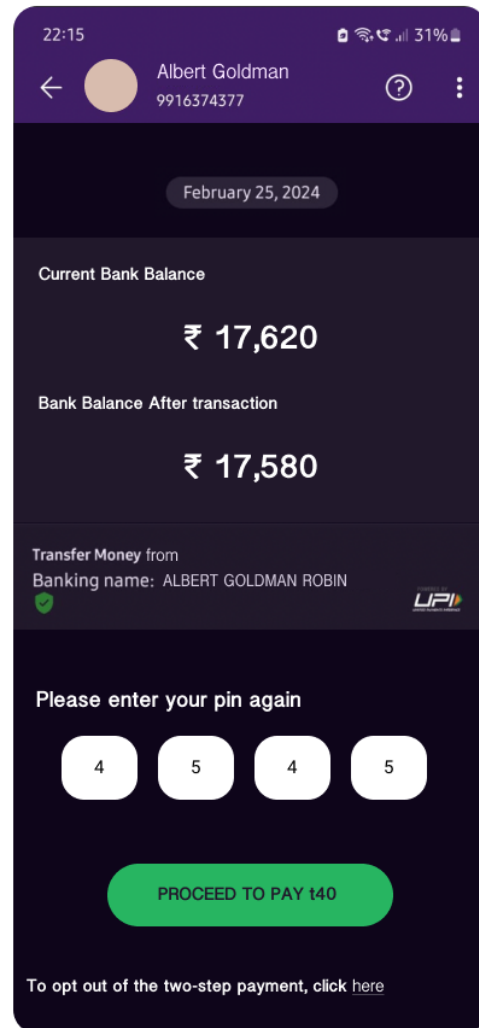 22:15
31%
Albert Goldman
9916374377
February 25, 2024
Current Bank Balance
₹ 17,620
Bank Balance After transaction
₹ 17,580
Transfer Money from
Banking name: ALBERT GOLDMAN ROBIN
UPI
Please enter your pin again
4 5 4 5
PROCEED TO PAY t40
To opt out of the two-step payment, click here